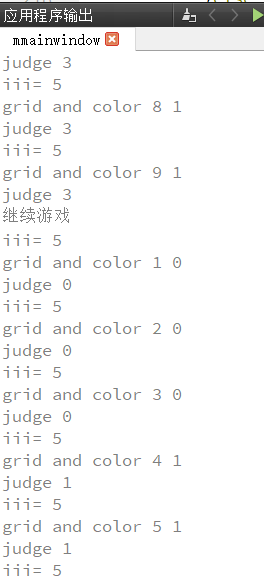 应用程序输出
mmainwindow
judge 3
iii= 5
grid and color 8 1
judge 3
iii= 5
grid and color 9 1
judge 3
继续游戏
iii= 5
grid and color 1 0
judge 0
iii= 5
grid and color 2 0
judge 0
iii= 5
grid and color 3 0
judge 0
iii= 5
grid and color 4 1
judge 1
iii= 5
grid and color 5 1
judge 1
iii= 5